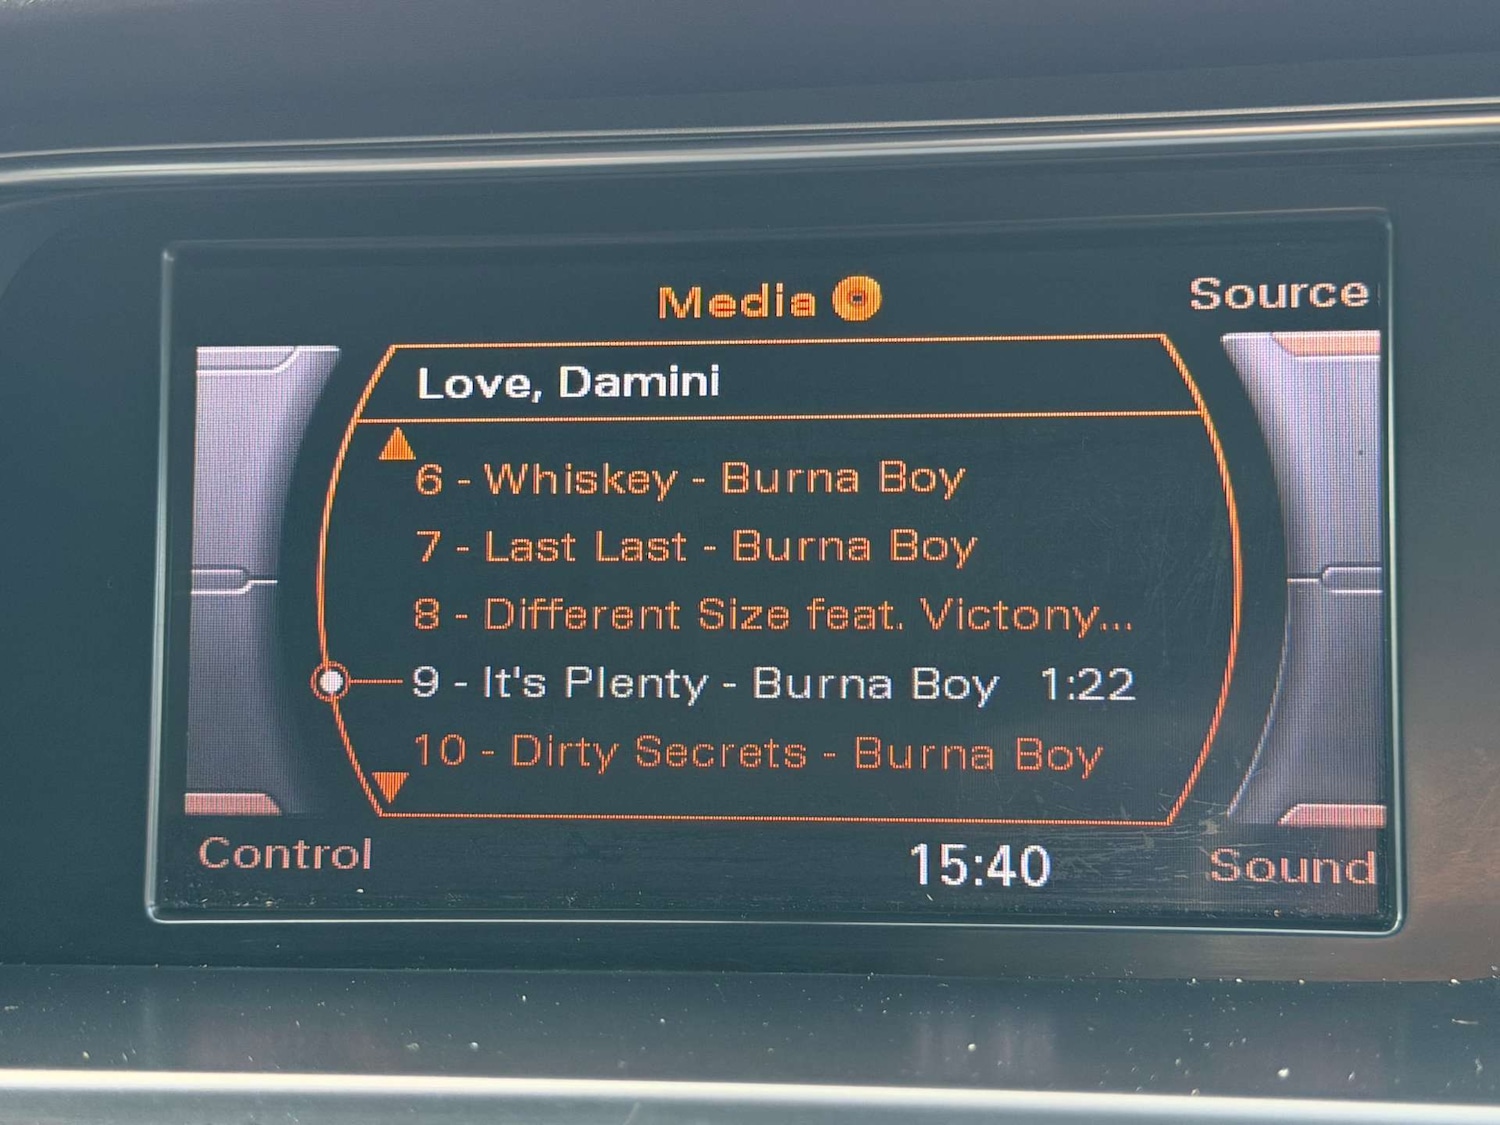 Media
Source
Love, Damini
6 - Whiskey - Burna Boy
7 - Last Last - Burna Boy
8 - Different Size feat. Victony...
9 - It's Plenty - Burna Boy 1:22
10 - Dirty Secrets - Burna Boy
Control
15:40
Sound